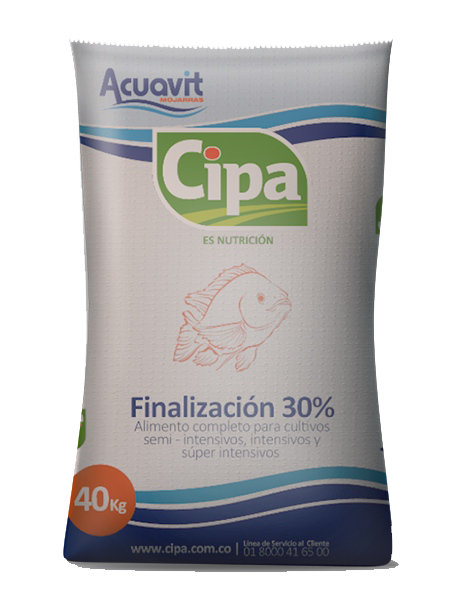 Acuavit
MOJARRAS
Cipa
ES NUTRICIÓN
Finalización 30%
Alimento completo para cultivos
semi - intensivos, intensivos y
súper intensivos
40Kg
www.cipa.com.co | Línea de Servicio al Cliente
01 8000 41 65 00